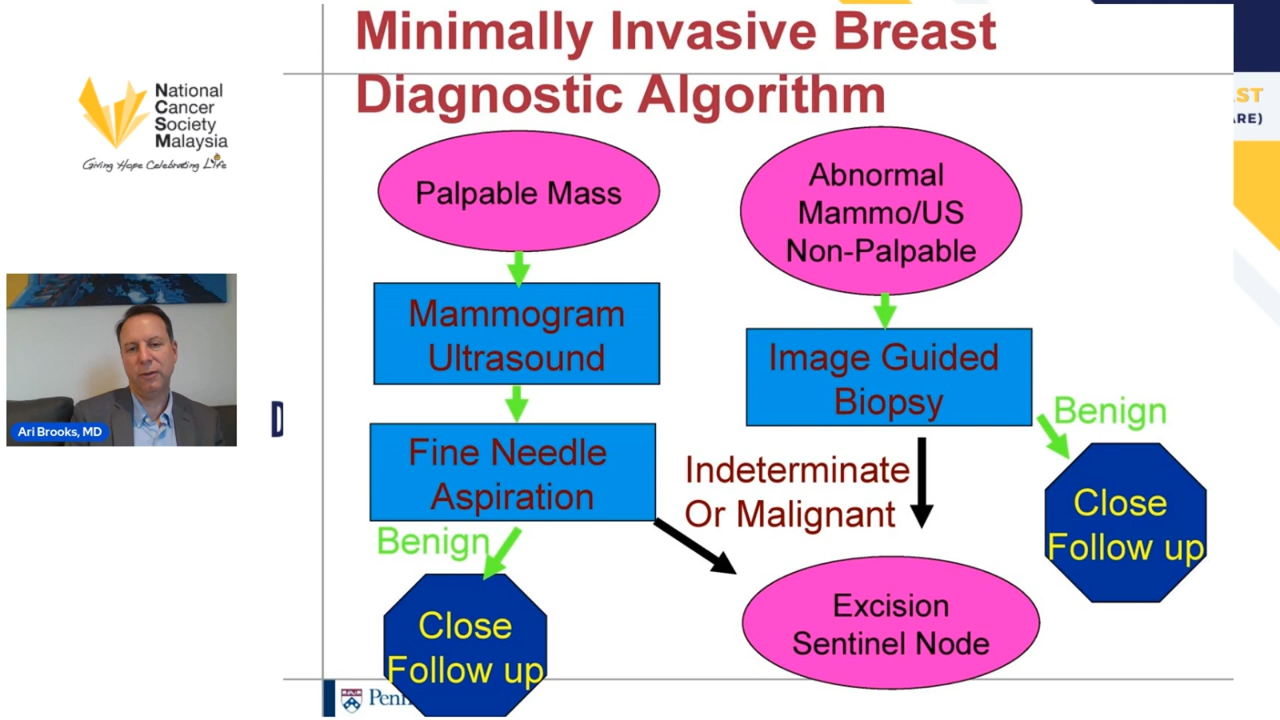 Minimally Invasive Breast
Diagnostic Algorithm
National
Cancer
Society
Malaysia
Giving Hope Celebrating Life
Ari Brooks, MD
Palpable Mass
Mammogram
Ultrasound
Fine Needle
Aspiration
Benign
Close
Follow up
Abnormal
Mammo/US
Non-Palpable
Image Guided
Biopsy
Benign
Close
Follow up
Indeterminate
Or Malignant
Excision
Sentinel Node